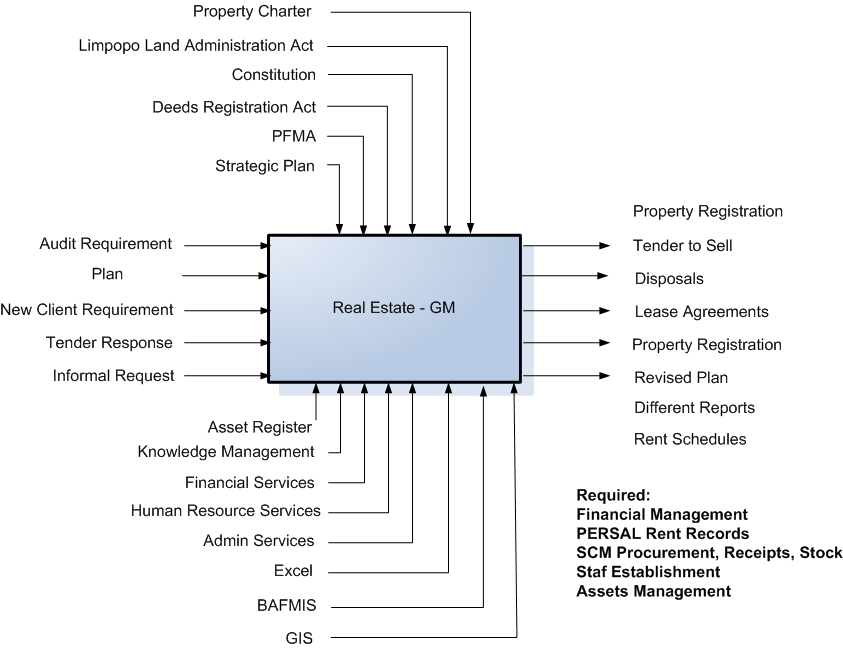 Property Charter
Limpopo Land Administration Act
Constitution
Deeds Registration Act
PFMA
Strategic Plan
Audit Requirement
Plan
New Client Requirement
Tender Response
Informal Request
Real Estate - GM
Property Registration
Tender to Sell
Disposals
Lease Agreements
Property Registration
Revised Plan
Different Reports
Rent Schedules
Asset Register
Knowledge Management
Financial Services
Human Resource Services
Admin Services
Excel
BAFMIS
GIS
Required:
Financial Management
PERSAL Rent Records
SCM Procurement, Receipts, Stock
Staf Establishment
Assets Management